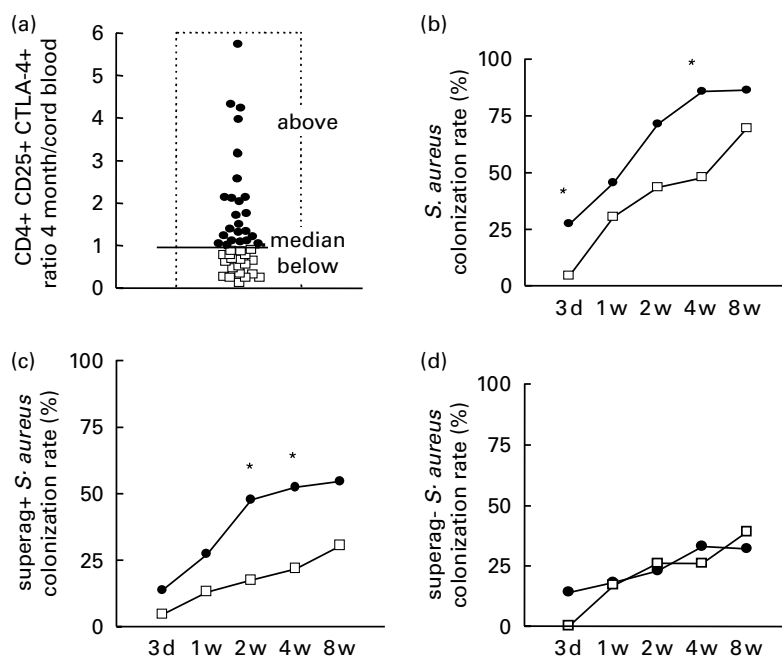 (a)
CD4+ CD25+ CTLA-4+
ratio 4 month/cord blood
6
5
4
3
2
1
0
above
median
below
(b)
S. aureus
colonization rate (%)
100
75
50
25
0
*
*
3 d 1 w 2 w 4 w 8 w
(c)
superag+ S· aureus
colonization rate (%)
100
75
50
25
0
* *
3 d 1 w 2 w 4 w 8 w
(d)
superag- S· aureus
colonization rate (%)
100
75
50
25
0
3 d 1 w 2 w 4 w 8 w